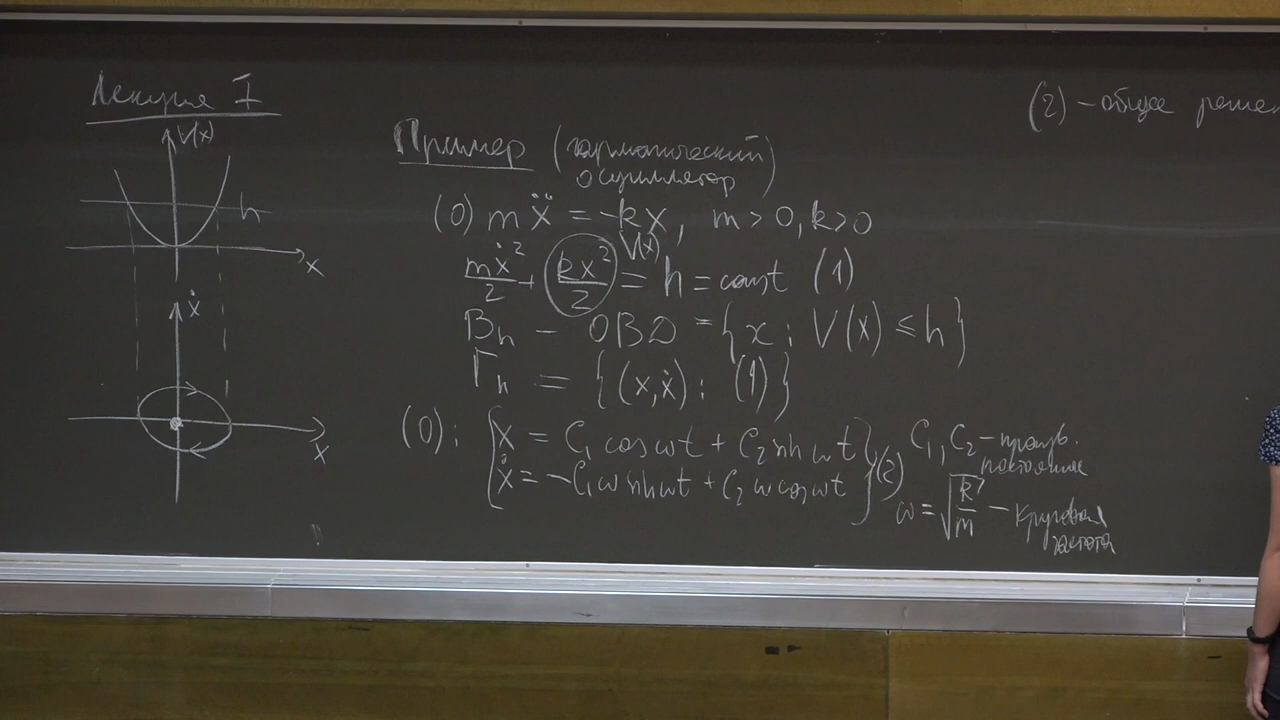 Лекция I
V(x)
h
x
ẋ
x
Пример (гармонический
осциллятор)
(0) mẍ = -kx, m > 0, k > 0
mẋ²/2 + kx²/2 = h = const (1)
V(x)
B_h - ОВД = {x : V(x) ≤ h}
Γ_h = {(x, ẋ) : (1)}
(0) : { x = C₁ cos ωt + C₂ sin ωt }, C₁, C₂ - произв.
постоянные
ẋ = -C₁ω sin ωt + C₂ ω cos ωt } (2)
ω = √(k/m) - круговая
частота
(2) - общее